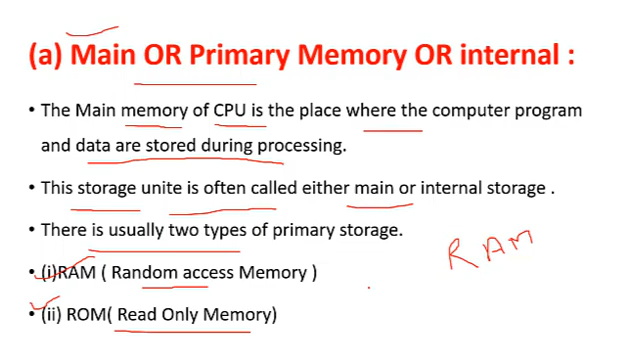 (a) Main OR Primary Memory OR internal :
• The Main memory of CPU is the place where the computer program
and data are stored during processing.
• This storage unite is often called either main or internal storage .
• There is usually two types of primary storage.
RAM
• (i)RAM ( Random access Memory )
• (ii) ROM( Read Only Memory)